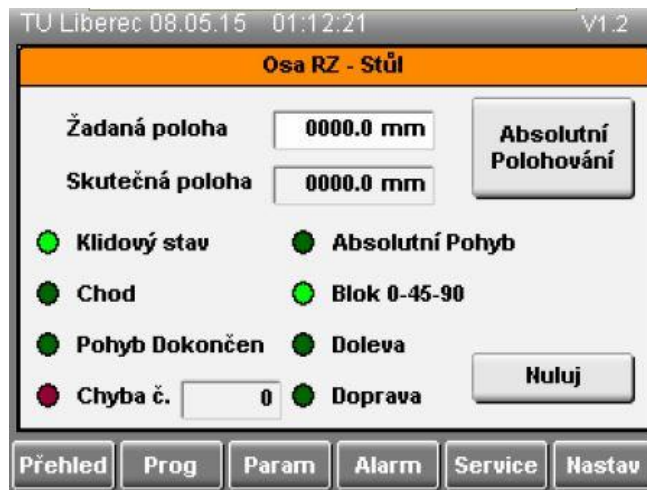 TU Liberec 08.05.15 01:12:21 V1.2
Osa RZ - Stůl
Žadaná poloha 0000.0 mm
Absolutní
Polohování
Skutečná poloha 0000.0 mm
Klidový stav
Absolutní Pohyb
Chod
Blok 0-45-90
Pohyb Dokončen
Doleva
Chyba č. 0
Doprava
Nuluj
Přehled Prog Param Alarm Service Nastav